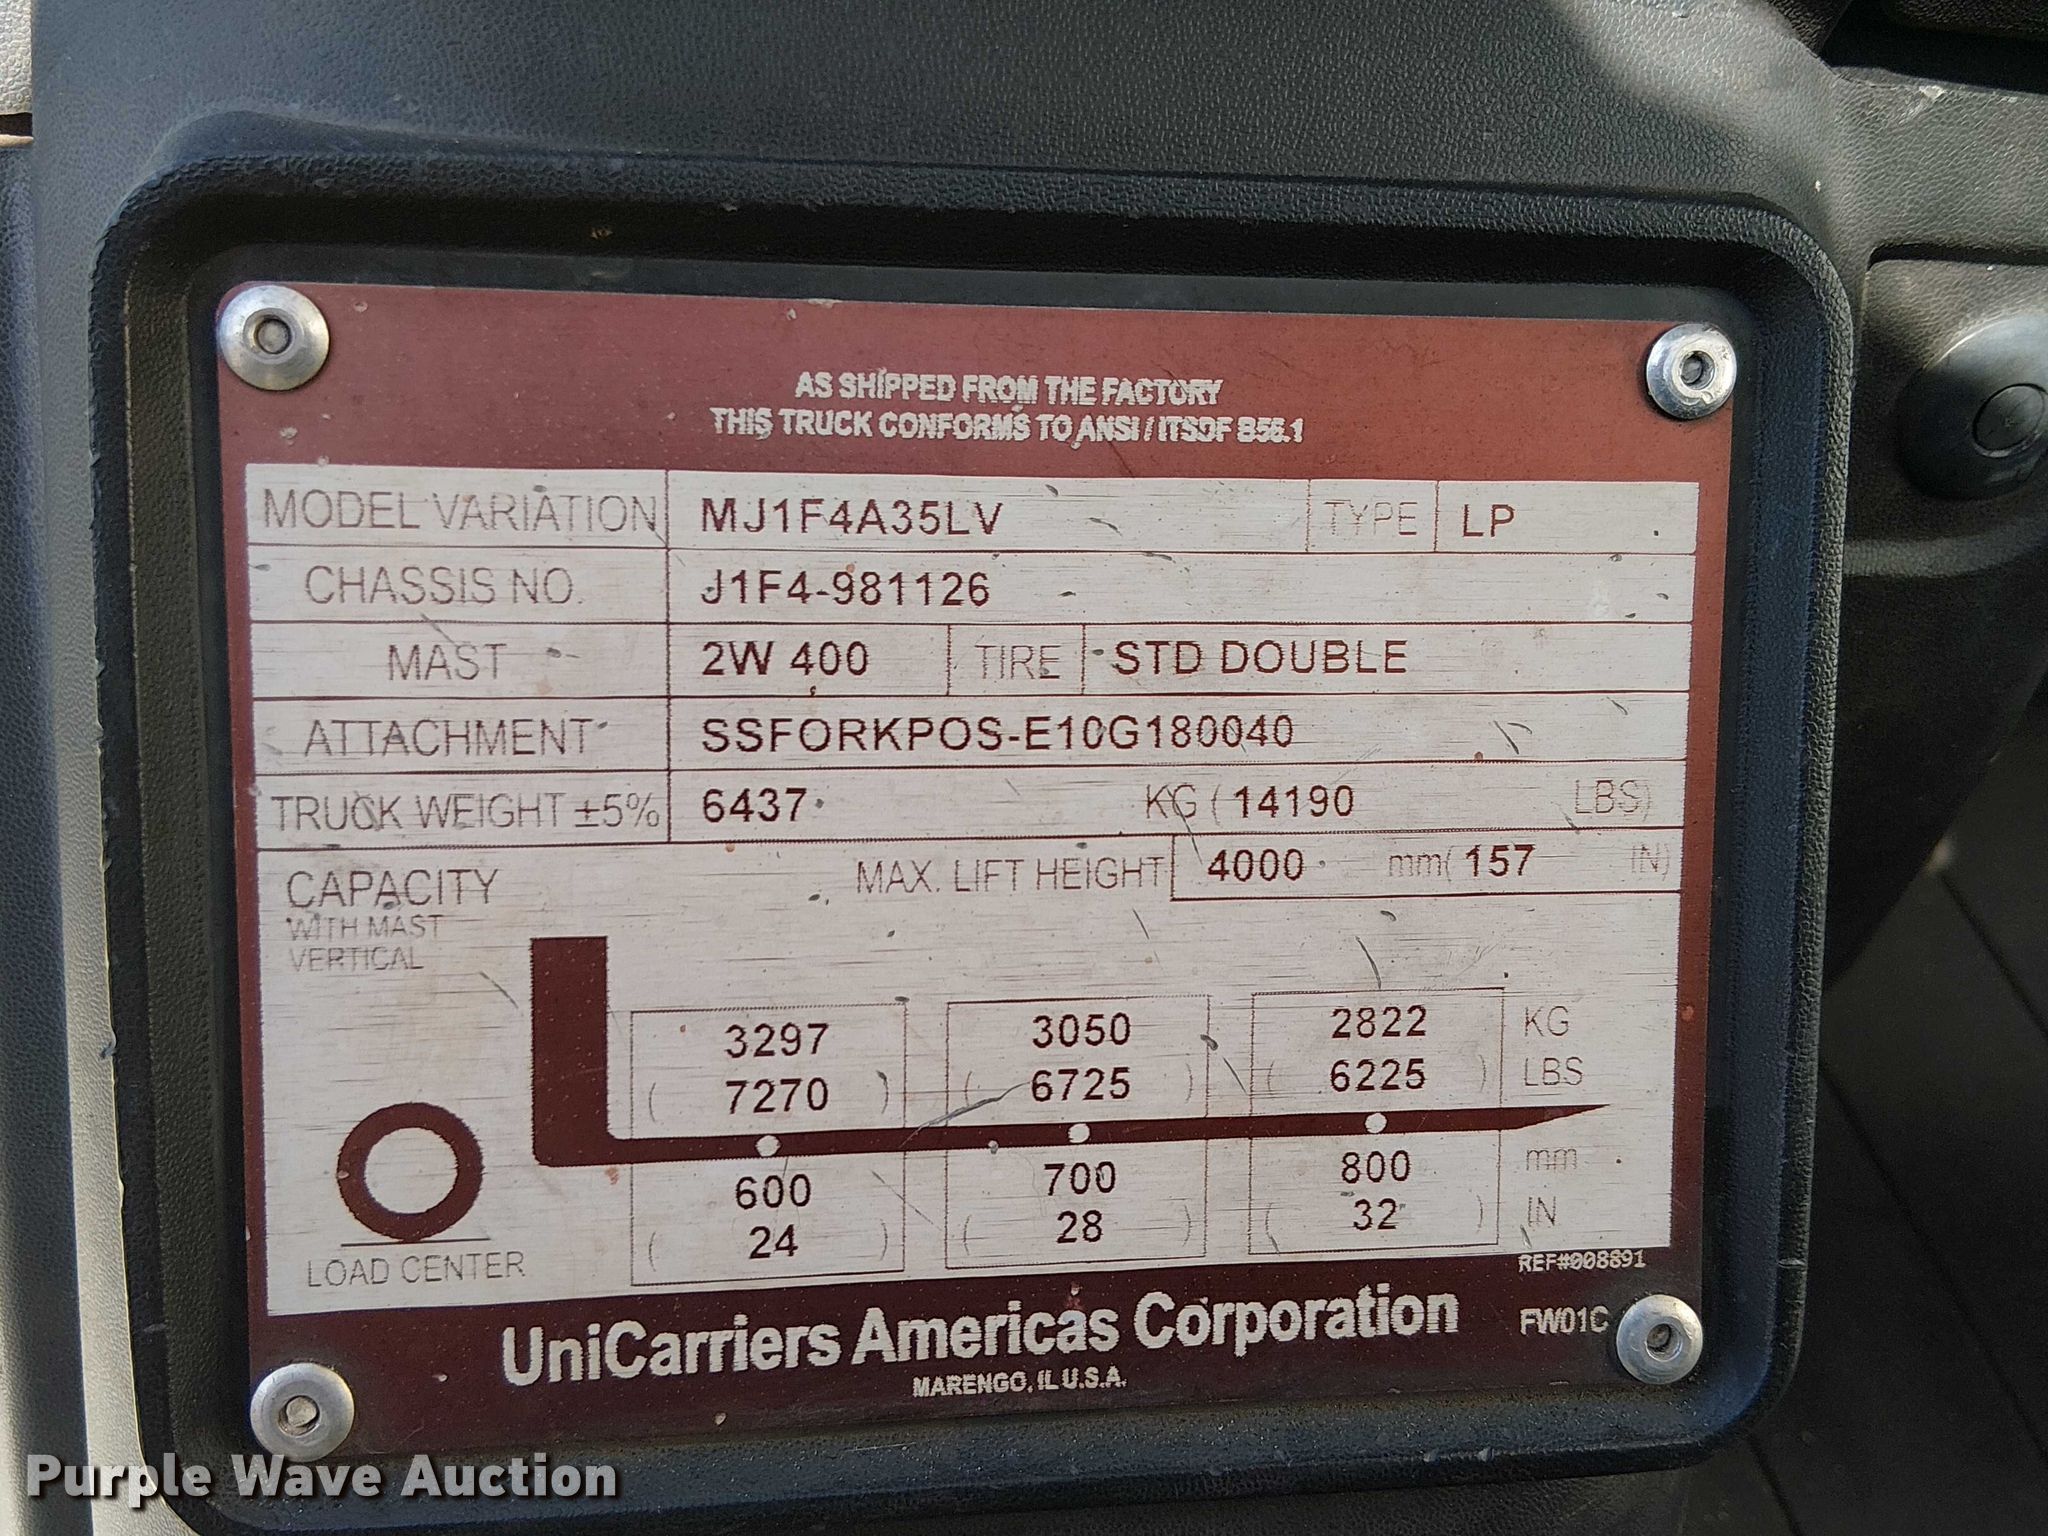 AS SHIPPED FROM THE FACTORY
THIS TRUCK CONFORMS TO ANSI / ITSDF B56.1
MODEL VARIATION MJ1F4A35LV TYPE LP
CHASSIS NO. J1F4-981126
MAST 2W 400 TIRE STD DOUBLE
ATTACHMENT SSFORKPOS-E10G180040
TRUCK WEIGHT ±5% 6437 KG ( 14190 LBS)
CAPACITY MAX. LIFT HEIGHT 4000 mm( 157 IN)
WITH MAST
VERTICAL
3297 3050 2822 KG
( 7270 ) ( 6725 ) ( 6225 ) LBS
600 700 800 mm
( 24 ) ( 28 ) ( 32 ) IN
LOAD CENTER
REF#008891
UniCarriers Americas Corporation FW01C
MARENGO, IL U.S.A.
Purple Wave Auction